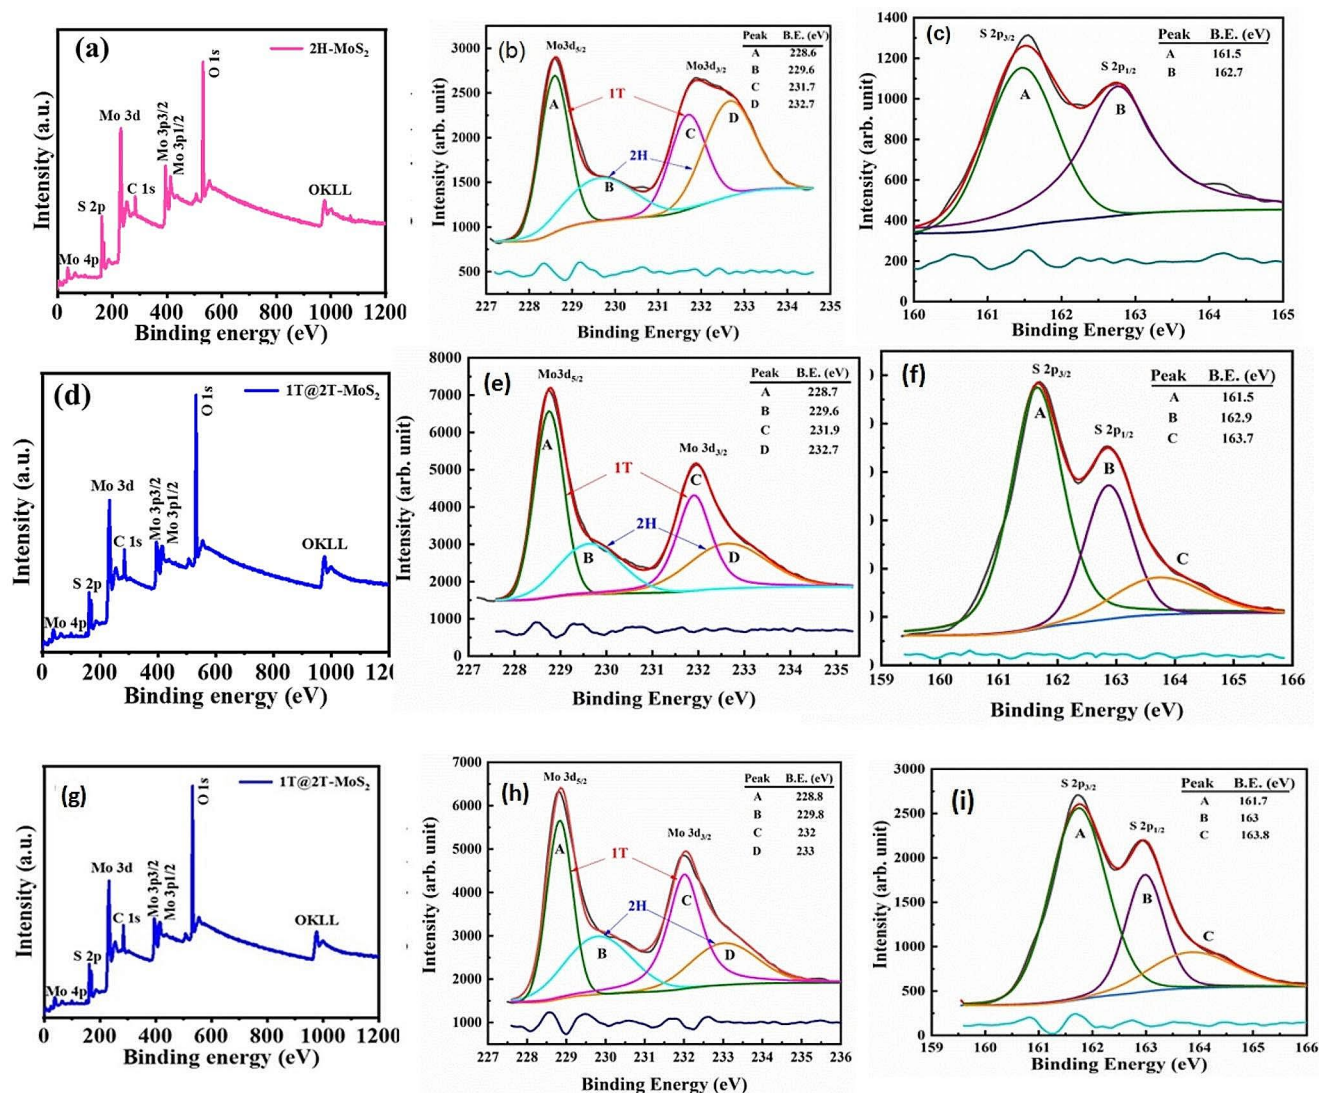 (a)
2H-MoS2
O 1s
Mo 3d
Mo 3p3/2
Mo 3p1/2
C 1s
S 2p
OKLL
Mo 4p
Intensity (a.u.)
0 200 400 600 800 1000 1200
Binding energy (eV)
(b)
Mo3d5/2
Mo3d3/2
Peak B.E. (eV)
A 228.6
B 229.6
C 231.7
D 232.7
1T
2H
A
B
C
D
3000
2500
2000
1500
1000
500
Intensity (arb. unit)
227 228 229 230 231 232 233 234 235
Binding Energy (eV)
(c)
S 2p3/2
S 2p1/2
Peak B.E. (eV)
A 161.5
B 162.7
A
B
1400
1200
1000
800
600
400
200
0
Intensity (arb. unit)
160 161 162 163 164 165
Binding Energy (eV)
(d)
1T@2T-MoS2
O 1s
Mo 3d
Mo 3p3/2
Mo 3p1/2
C 1s
S 2p
OKLL
Mo 4p
Intensity (a.u.)
0 200 400 600 800 1000 1200
Binding energy (eV)
(e)
Mo3d5/2
Mo 3d3/2
Peak B.E. (eV)
A 228.7
B 229.6
C 231.9
D 232.7
1T
2H
A
B
C
D
8000
7000
6000
5000
4000
3000
2000
1000
0
Intensity (arb. unit)
227 228 229 230 231 232 233 234 235
Binding Energy (eV)
(f)
S 2p3/2
S 2p1/2
Peak B.E. (eV)
A 161.5
B 162.9
C 163.7
A
B
C
159 160 161 162 163 164 165 166
Binding Energy (eV)
(g)
1T@2T-MoS2
O 1s
Mo 3d
Mo 3p3/2
Mo 3p1/2
C 1s
S 2p
OKLL
Mo 4p
Intensity (a.u.)
0 200 400 600 800 1000 1200
Binding energy (eV)
(h)
Mo 3d5/2
Mo 3d3/2
Peak B.E. (eV)
A 228.8
B 229.8
C 232
D 233
1T
2H
A
B
C
D
7000
6000
5000
4000
3000
2000
1000
Intensity (arb. unit)
227 228 229 230 231 232 233 234 235 236
Binding Energy (eV)
(i)
S 2p3/2
S 2p1/2
Peak B.E. (eV)
A 161.7
B 163
C 163.8
A
B
C
3000
2500
2000
1500
1000
500
0
Intensity (arb. unit)
159 160 161 162 163 164 165 166
Binding Energy (eV)